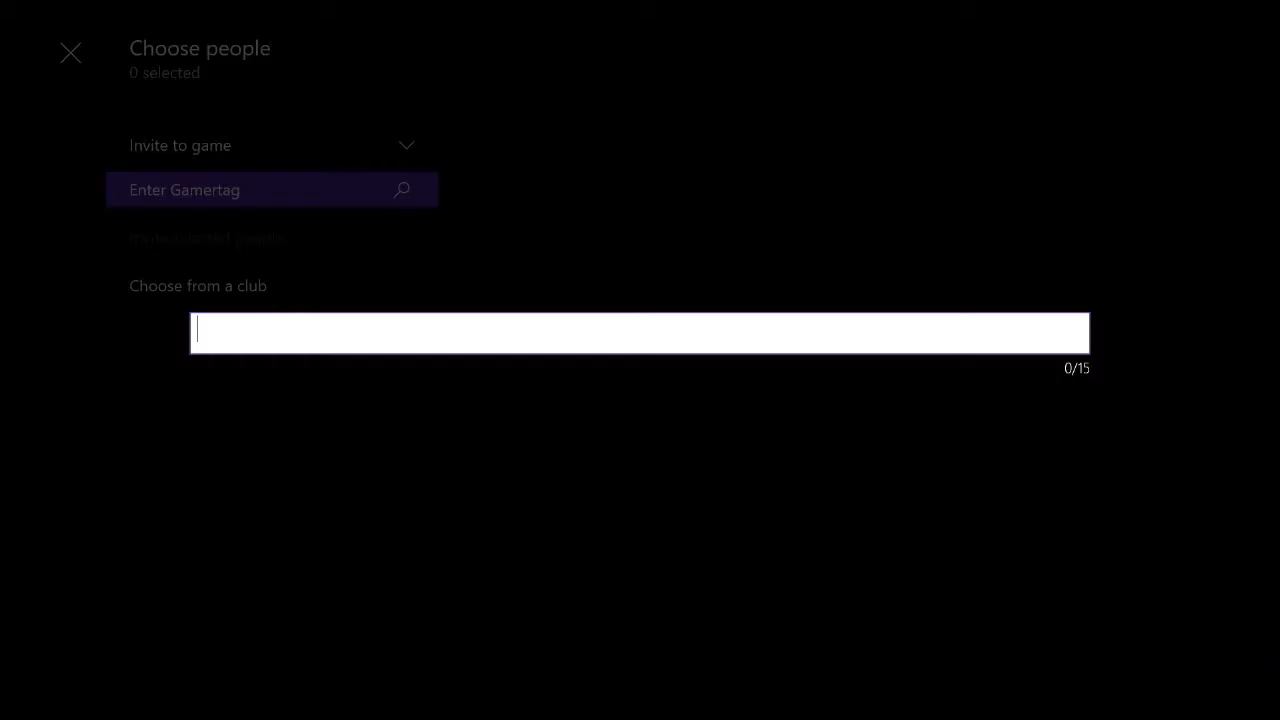 Choose people
0 selected
Invite to game
Enter Gamertag
Choose from a club
0/15